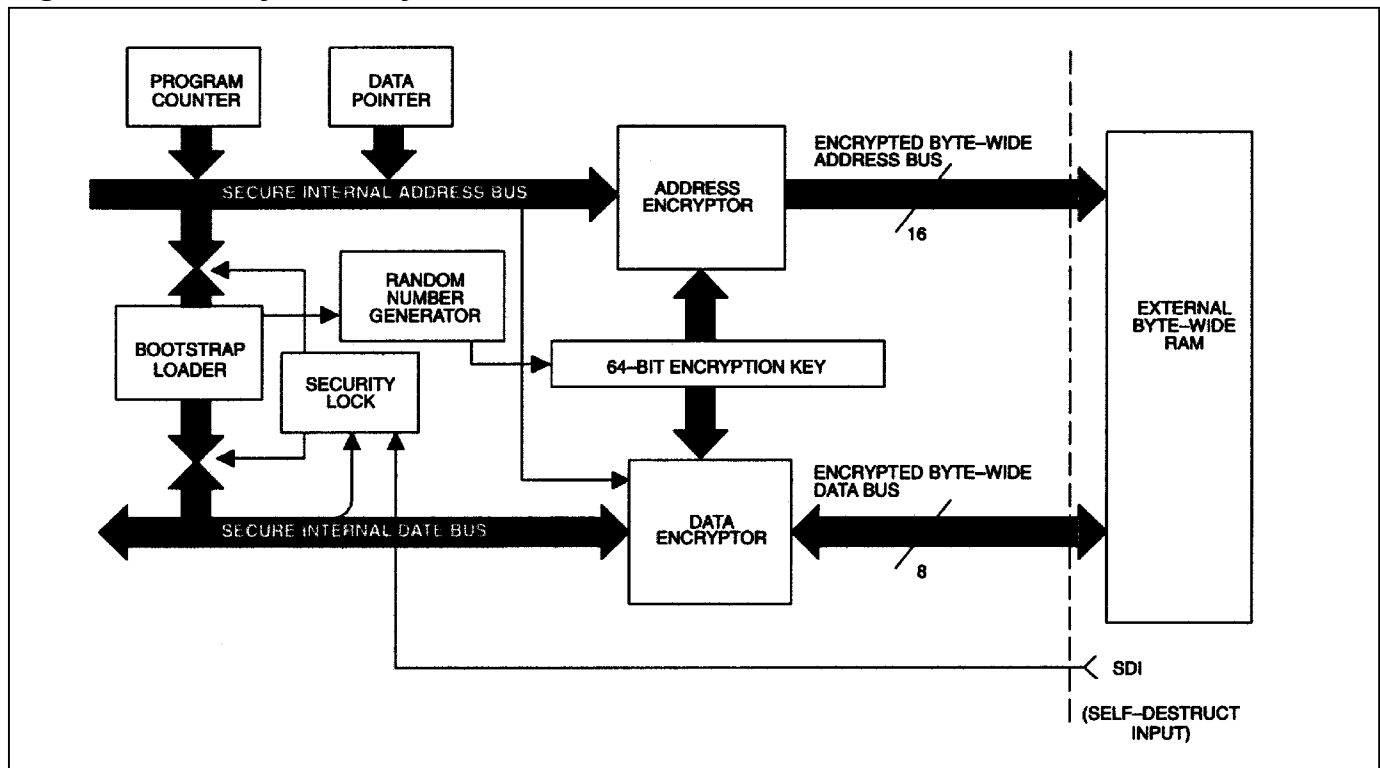 PROGRAM
COUNTER
DATA
POINTER
SECURE INTERNAL ADDRESS BUS
ADDRESS
ENCRYPTOR
ENCRYPTED BYTE–WIDE
ADDRESS BUS
16
RANDOM
NUMBER
GENERATOR
BOOTSTRAP
LOADER
SECURITY
LOCK
64–BIT ENCRYPTION KEY
EXTERNAL
BYTE–WIDE
RAM
SECURE INTERNAL DATE BUS
DATA
ENCRYPTOR
ENCRYPTED BYTE–WIDE
DATA BUS
8
SDI
(SELF–DESTRUCT
INPUT)